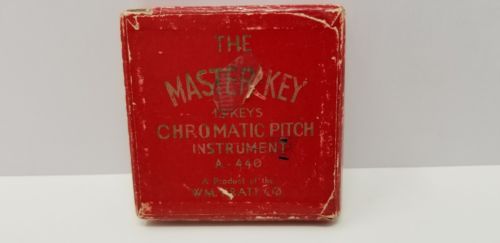 THE
MASTER KEY
13 KEYS
CHROMATIC PITCH
INSTRUMENT
A-440
A Product of the
WM. KRATT CO.